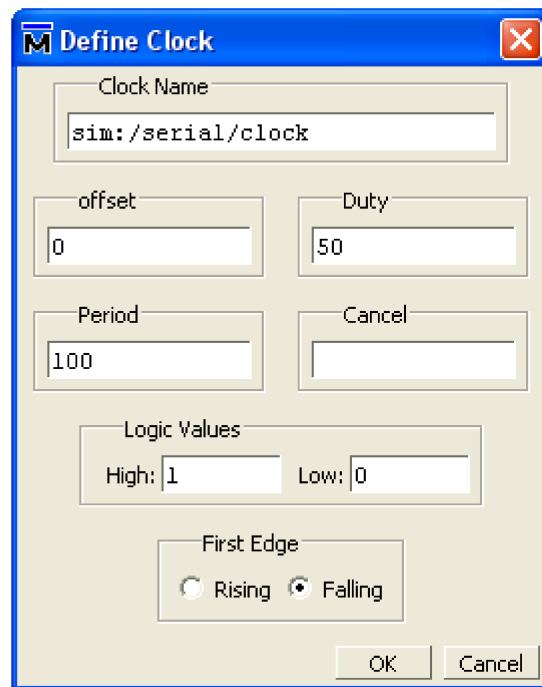 M Define Clock
Clock Name
sim:/serial/clock
offset Duty
0 50
Period Cancel
100
Logic Values
High: 1 Low: 0
First Edge
Rising Falling
OK Cancel